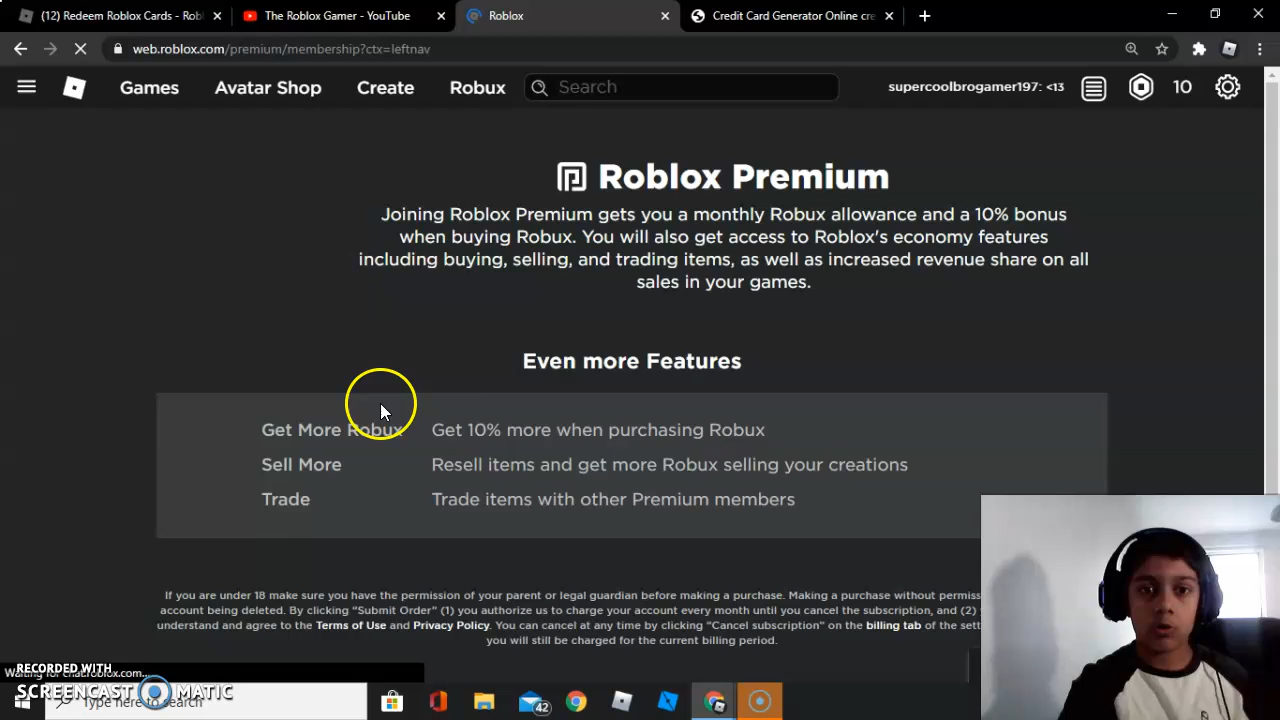 (12) Redeem Roblox Cards - Rob
The Roblox Gamer - YouTube
Roblox
Credit Card Generator Online cre
web.roblox.com/premium/membership?ctx=leftnav
Games
Avatar Shop
Create
Robux
Search
supercoolbrogamer197: <13
10
Roblox Premium
Joining Roblox Premium gets you a monthly Robux allowance and a 10% bonus
when buying Robux. You will also get access to Roblox's economy features
including buying, selling, and trading items, as well as increased revenue share on all
sales in your games.
Even more Features
Get More Robux Get 10% more when purchasing Robux
Sell More Resell items and get more Robux selling your creations
Trade Trade items with other Premium members
If you are under 18 make sure you have the permission of your parent or legal guardian before making a purchase. Making a purchase without permis
account being deleted. By clicking "Submit Order" (1) you authorize us to charge your account every month until you cancel the subscription, and (2)
understand and agree to the Terms of Use and Privacy Policy. You can cancel at any time by clicking "Cancel subscription" on the billing tab of the sett
you will still be charged for the current billing period.
Waiting for chat.roblox.com...
RECORDED WITH
SCREENCAST MATIC
Type here to search
42